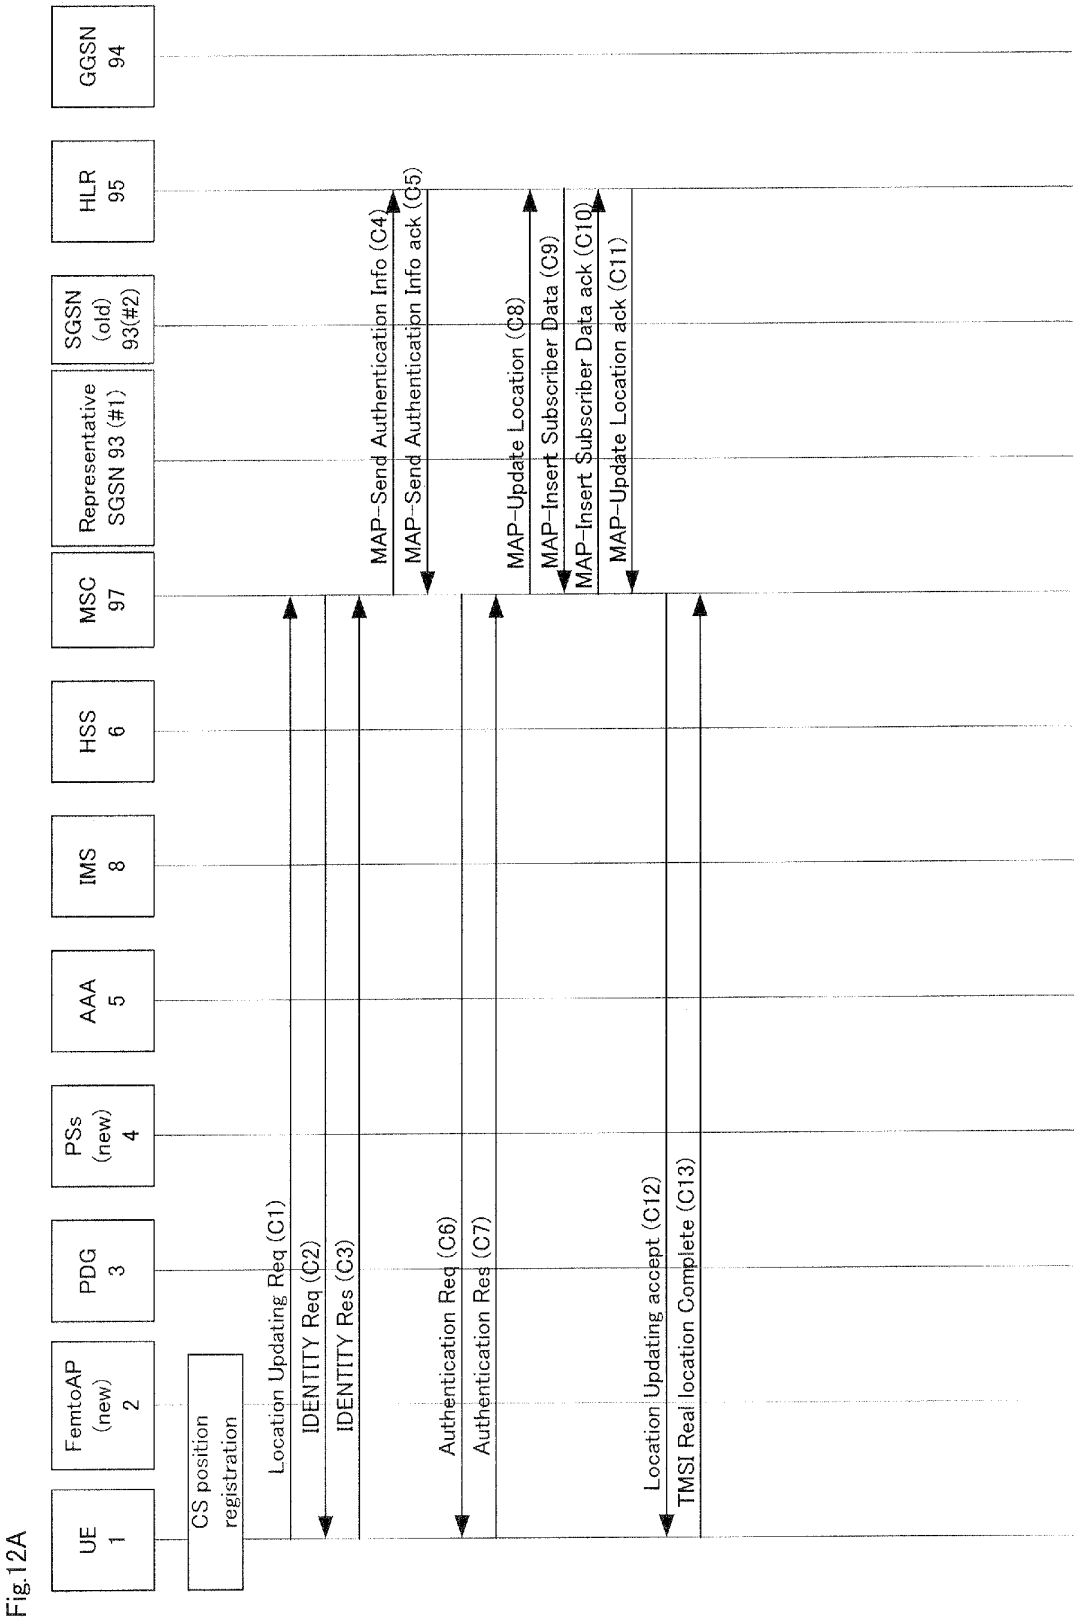 Fig.12A
UE
1
FemtoAP
(new)
2
PDG
3
PSs
(new)
4
AAA
5
IMS
8
HSS
6
MSC
97
Representative
SGSN 93 (#1)
SGSN
(old)
93(#2)
HLR
95
GGSN
94
CS position
registration
Location Updating Req (C1)
IDENTITY Req (C2)
IDENTITY Res (C3)
MAP-Send Authentication Info (C4)
MAP-Send Authentication Info ack (C5)
Authentication Req (C6)
Authentication Res (C7)
MAP-Update Location (C8)
MAP-Insert Subscriber Data (C9)
MAP-Insert Subscriber Data ack (C10)
MAP-Update Location ack (C11)
Location Updating accept (C12)
TMSI Real location Complete (C13)